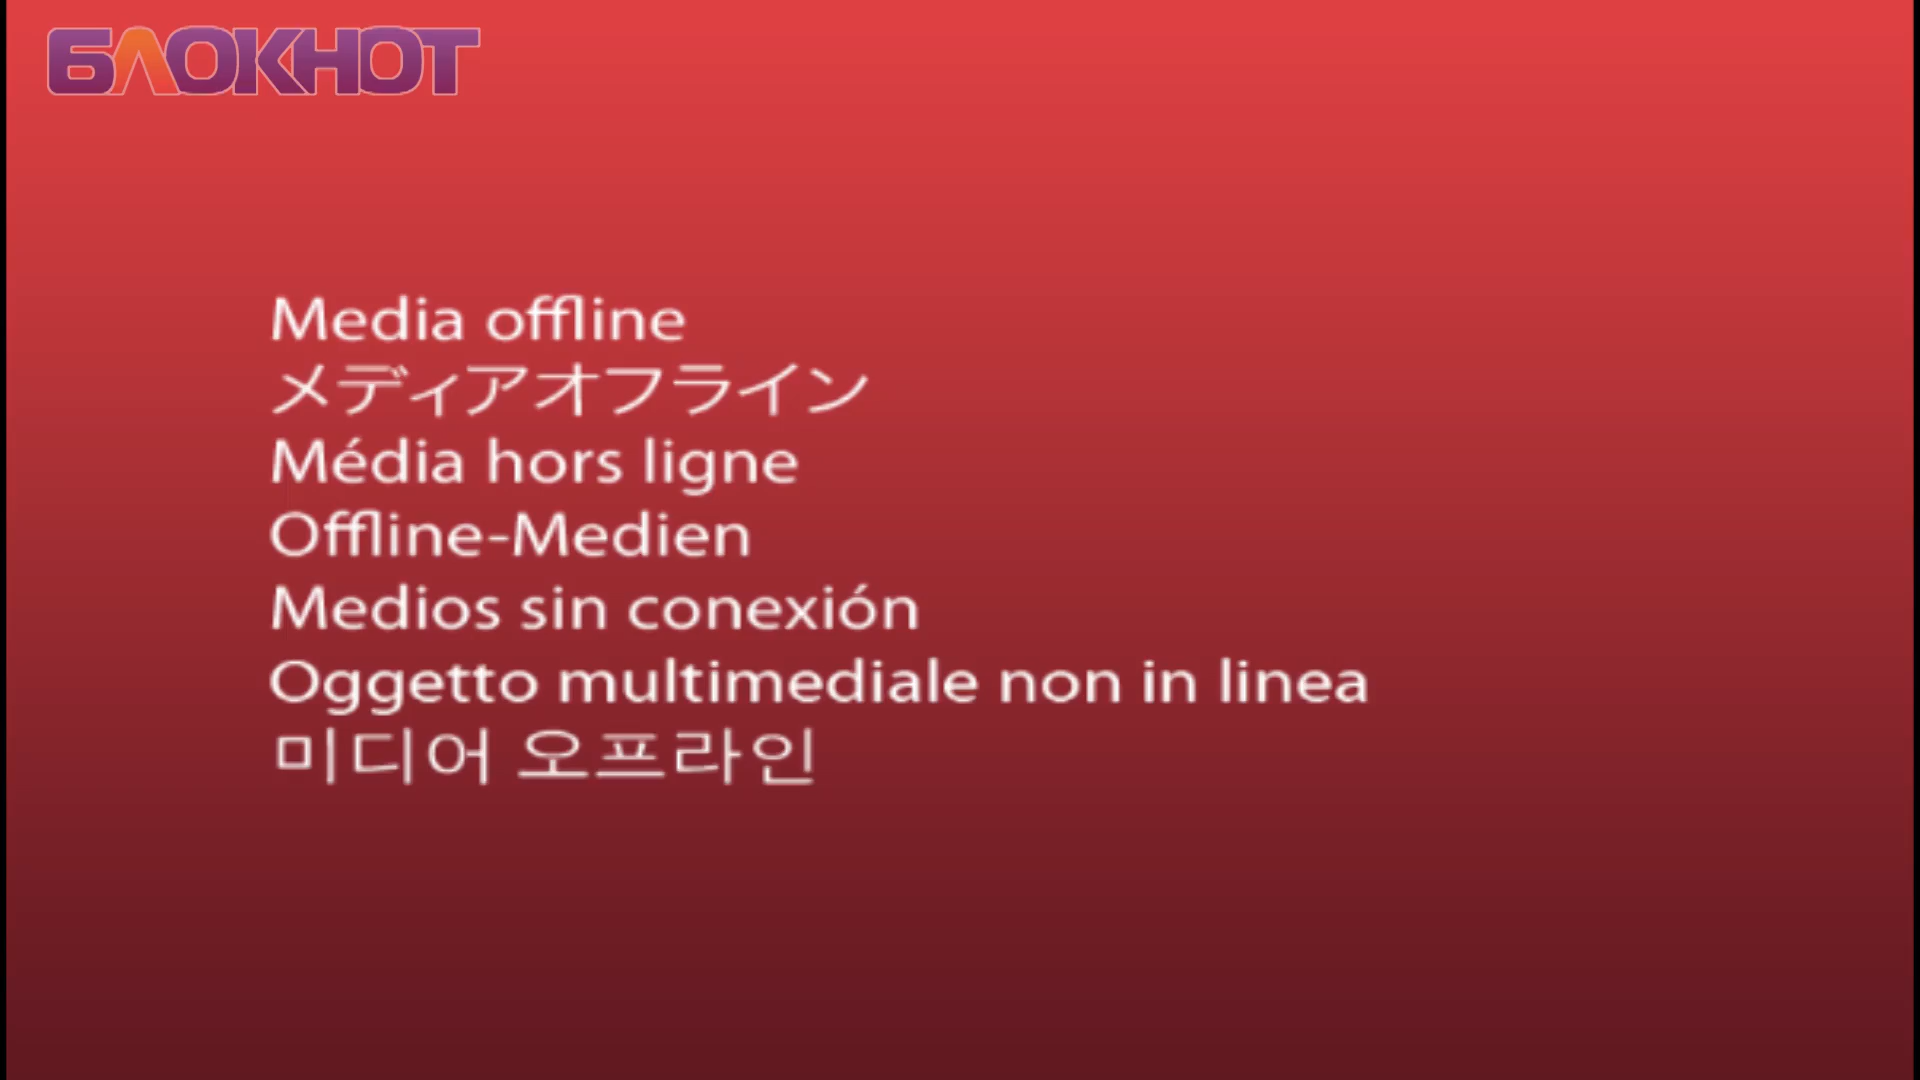 БЛОКНОТ
Media offline
メディアオフライン
Média hors ligne
Offline-Medien
Medios sin conexión
Oggetto multimediale non in linea
미디어 오프라인